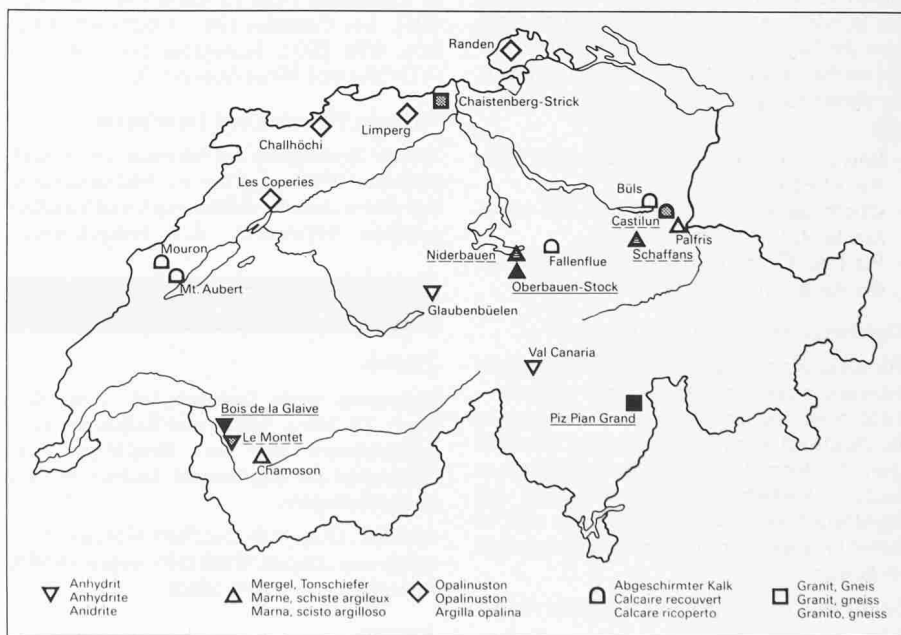 Randen
Chaistenberg-Strick
Limperg
Challhöchi
Les Coperies
Büls
Castilun
Palfris
Mouron
Mt. Aubert
Niderbauen
Fallenflue
Schaffans
Oberbauen-Stock
Glaubenbüelen
Val Canaria
Bois de la Glaive
Piz Pian Grand
Le Montet
Chamoson
Anhydrit
Anhydrite
Anidrite
Mergel, Tonschiefer
Marne, schiste argileux
Marna, scisto argilloso
Opalinuston
Opalinuston
Argilla opalina
Abgeschirmter Kalk
Calcaire recouvert
Calcare ricoperto
Granit, Gneis
Granit, gneiss
Granito, gneiss